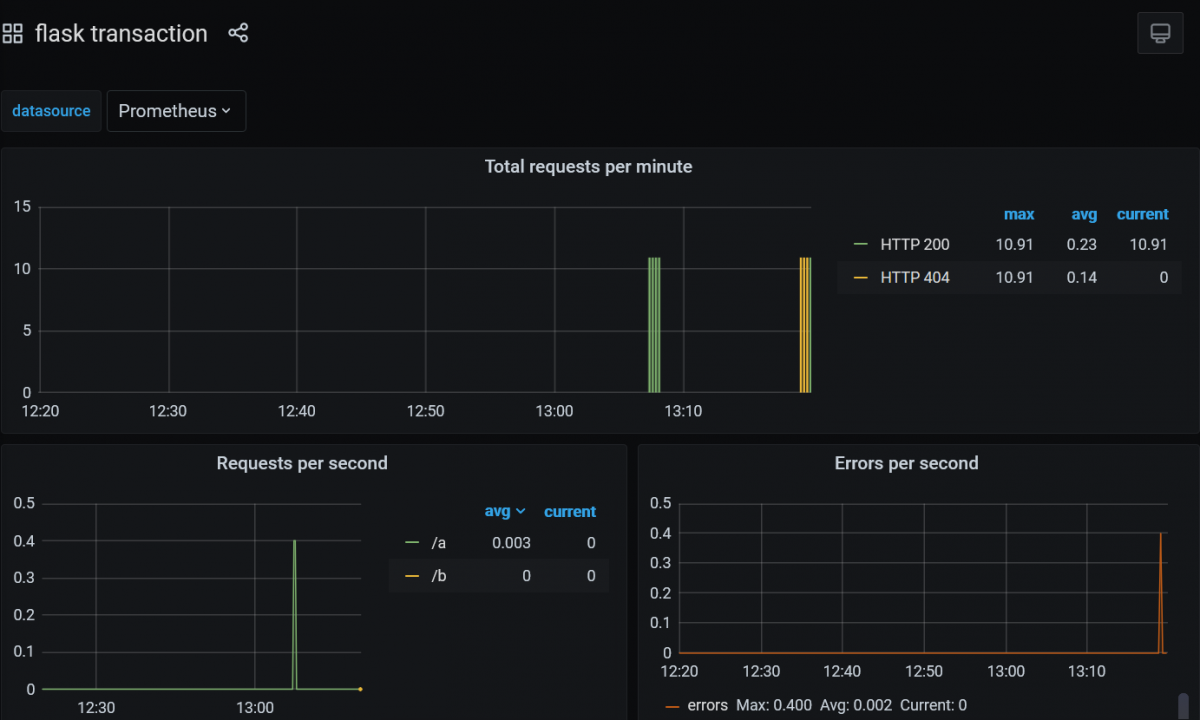 flask transaction
datasource Prometheus
Total requests per minute
15
10
5
0
12:20 12:30 12:40 12:50 13:00 13:10
max avg current
HTTP 200 10.91 0.23 10.91
HTTP 404 10.91 0.14 0
Requests per second
0.5
0.4
0.3
0.2
0.1
0
12:30 13:00
avg current
/a 0.003 0
/b 0 0
Errors per second
0.5
0.4
0.3
0.2
0.1
0
12:20 12:30 12:40 12:50 13:00 13:10
errors Max: 0.400 Avg: 0.002 Current: 0